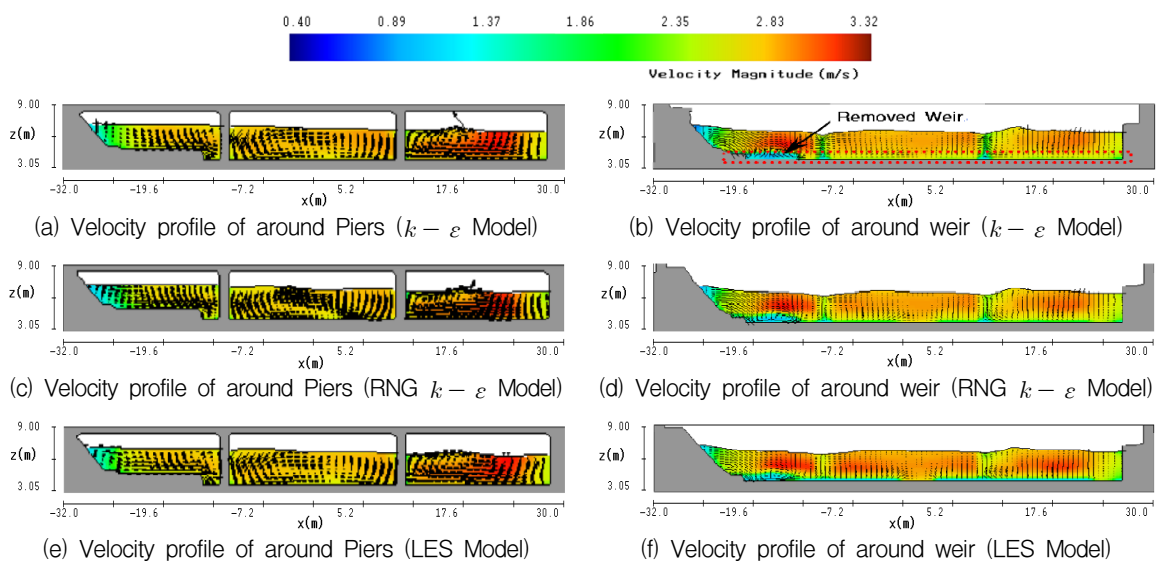 0.40 0.89 1.37 1.86 2.35 2.83 3.32
Velocity Magnitude(m/s)
9.00
z(m)
3.05
-32.0 -19.6 -7.2 5.2 17.6 30.0
x(m)
(a) Velocity profile of around Piers (k − ε Model)
Removed Weir
9.00
z(m)
3.05
-32.0 -19.6 -7.2 5.2 17.6 30.0
x(m)
(b) Velocity profile of around weir (k − ε Model)
9.00
z(m)
3.05
-32.0 -19.6 -7.2 5.2 17.6 30.0
x(m)
(c) Velocity profile of around Piers (RNG k − ε Model)
9.00
z(m)
3.05
-32.0 -19.6 -7.2 5.2 17.6 30.0
x(m)
(d) Velocity profile of around weir (RNG k − ε Model)
9.00
z(m)
3.05
-32.0 -19.6 -7.2 5.2 17.6 30.0
x(m)
(e) Velocity profile of around Piers (LES Model)
9.00
z(m)
3.05
-32.0 -19.6 -7.2 5.2 17.6 30.0
x(m)
(f) Velocity profile of around weir (LES Model)